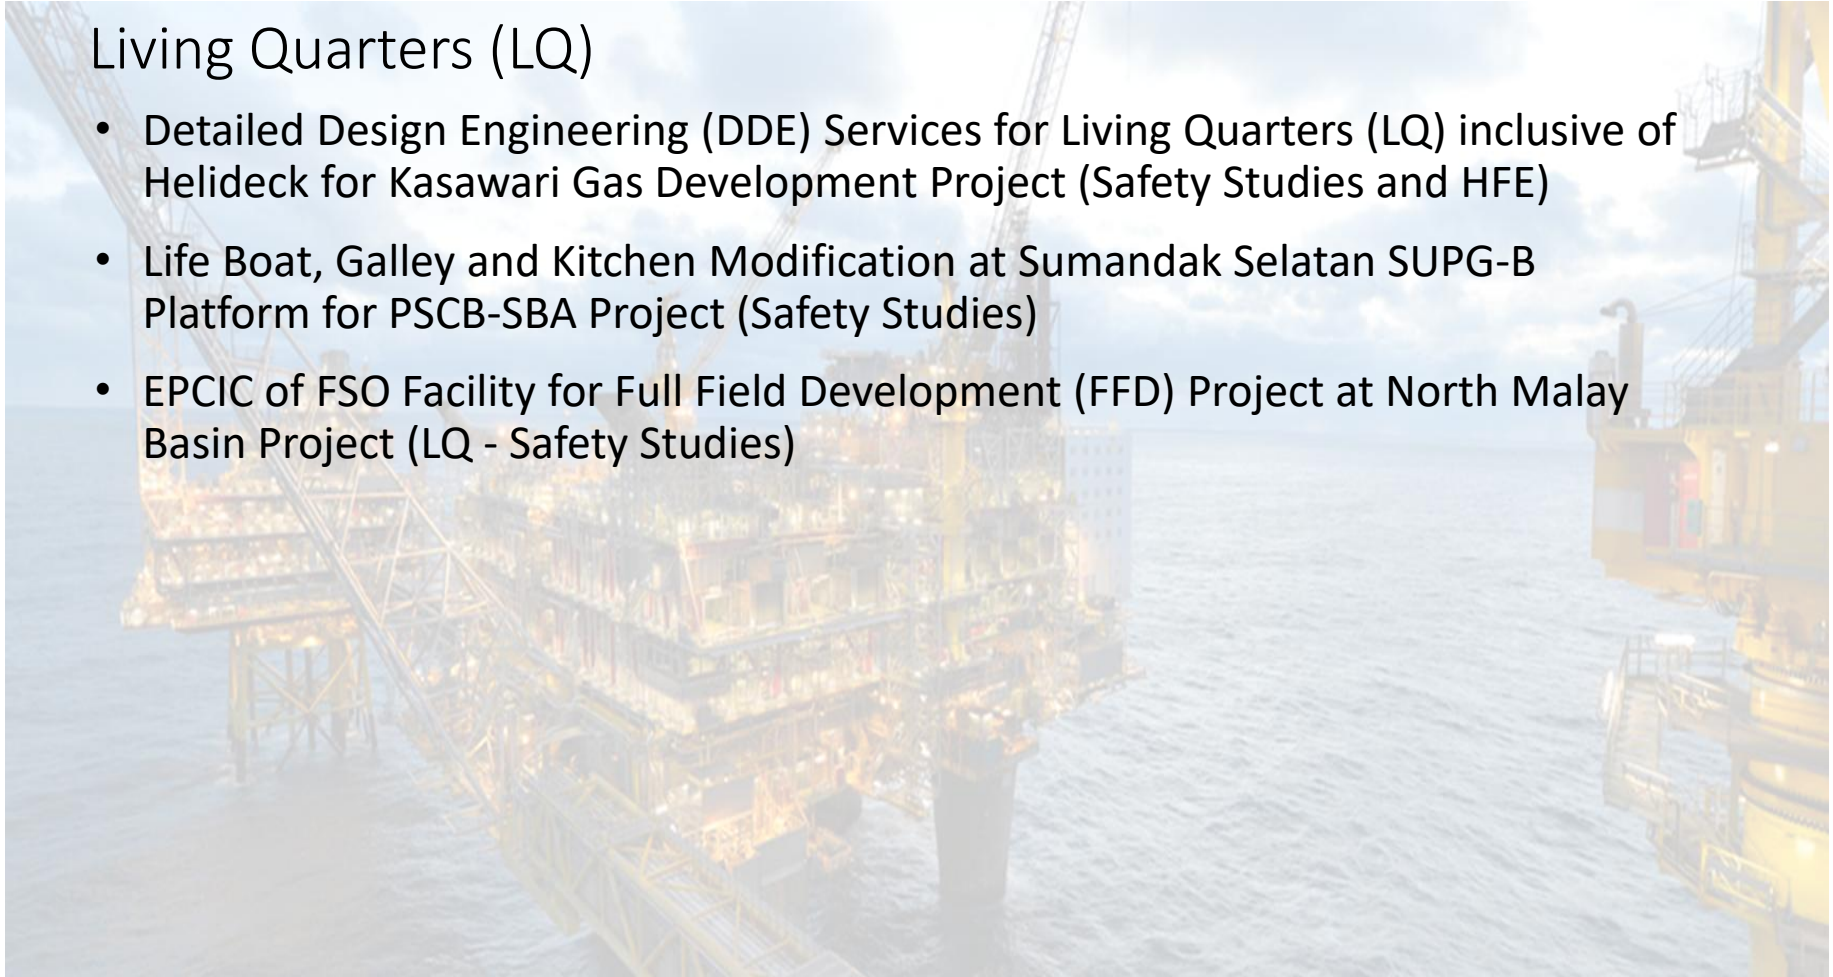 Living Quarters (LQ)
• Detailed Design Engineering (DDE) Services for Living Quarters (LQ) inclusive of
Helideck for Kasawari Gas Development Project (Safety Studies and HFE)
• Life Boat, Galley and Kitchen Modification at Sumandak Selatan SUPG-B
Platform for PSCB-SBA Project (Safety Studies)
• EPCIC of FSO Facility for Full Field Development (FFD) Project at North Malay
Basin Project (LQ - Safety Studies)